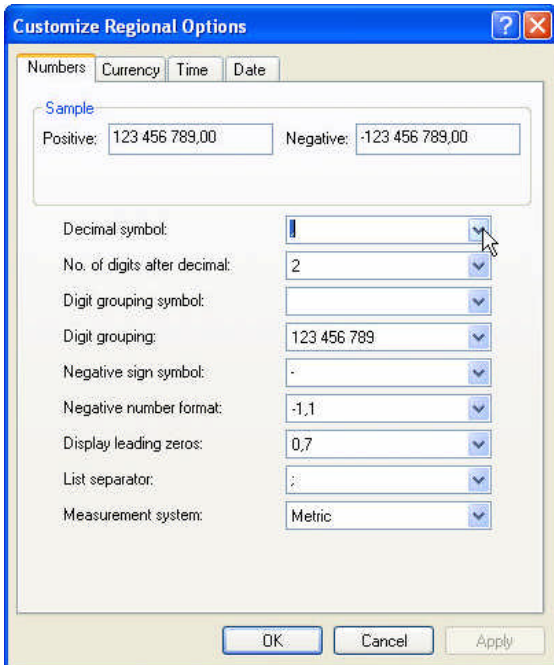 Customize Regional Options
Numbers Currency Time Date
Sample
Positive: 123 456 789,00 Negative: -123 456 789,00
Decimal symbol:
No. of digits after decimal: 2
Digit grouping symbol:
Digit grouping: 123 456 789
Negative sign symbol: -
Negative number format: -1,1
Display leading zeros: 0,7
List separator: ;
Measurement system: Metric
OK Cancel Apply